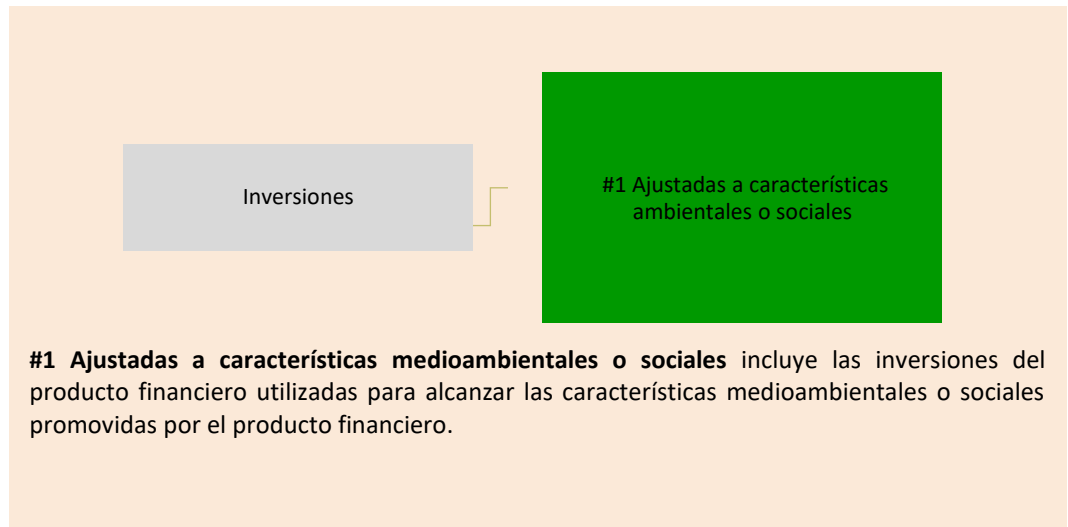 Inversiones
#1 Ajustadas a características
ambientales o sociales
#1 Ajustadas a características medioambientales o sociales incluye las inversiones del
producto financiero utilizadas para alcanzar las características medioambientales o sociales
promovidas por el producto financiero.